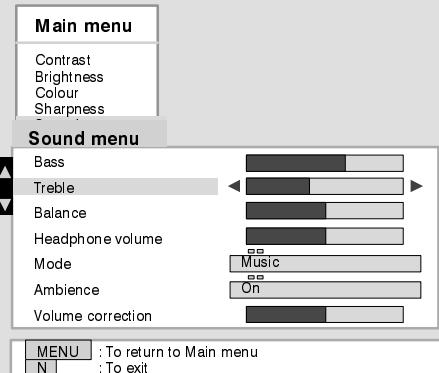 Main menu
Contrast
Brightness
Colour
Sharpness
Sound menu
Bass
Treble
Balance
Headphone volume
Mode Music
Ambience On
Volume correction
MENU : To return to Main menu
N : To exit